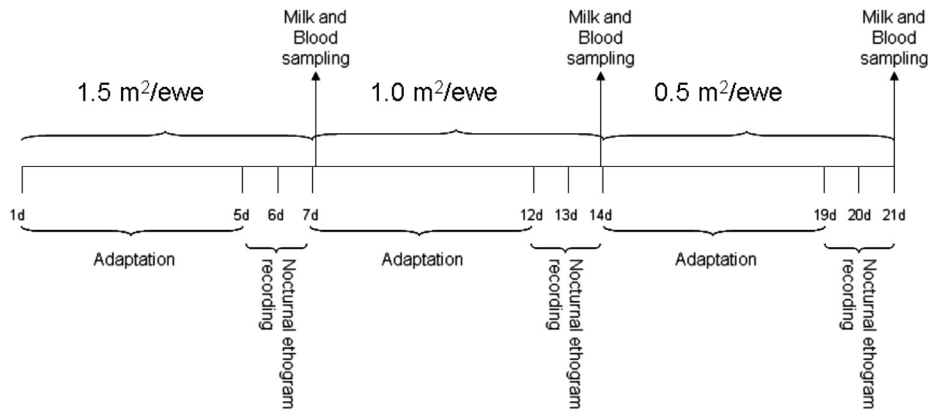 Milk and
Blood
sampling
Milk and
Blood
sampling
Milk and
Blood
sampling
1.5 m²/ewe
1.0 m²/ewe
0.5 m²/ewe
1d
5d
6d
7d
12d
13d
14d
19d
20d
21d
Adaptation
Adaptation
Adaptation
Nocturnal ethogram
recording
Nocturnal ethogram
recording
Nocturnal ethogram
recording